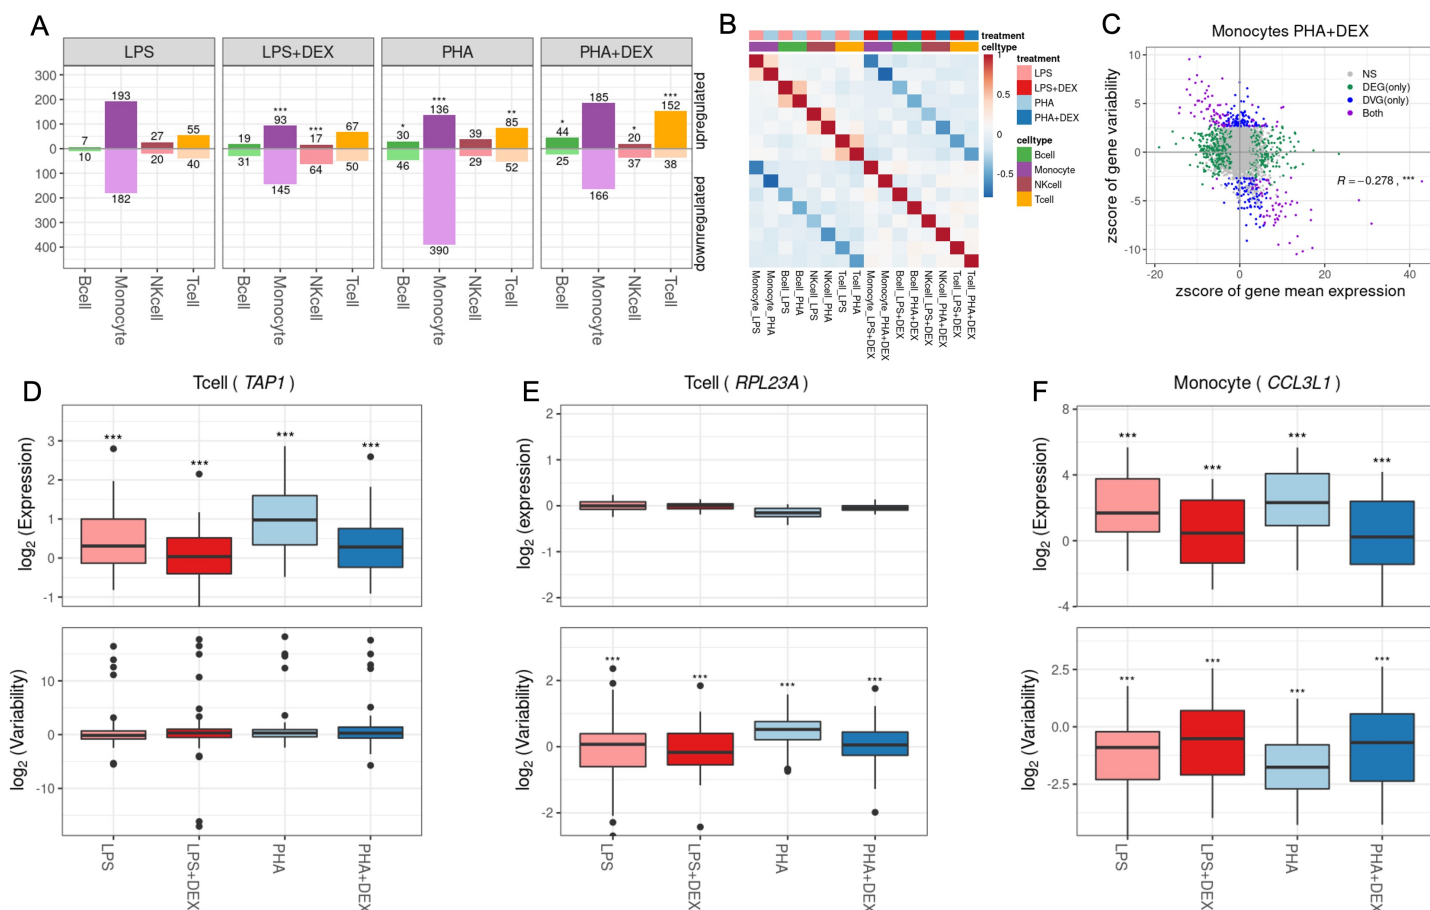 A
LPS
LPS+DEX
PHA
PHA+DEX
300
200
100
0
100
200
300
400
7
10
193
182
27
20
55
40
19
31
***
93
145
***
17
64
67
50
*
30
46
***
136
390
39
29
**
85
52
*
44
25
185
166
*
20
37
***
152
38
upregulated
downregulated
Bcell
Monocyte
NKcell
Tcell
Bcell
Monocyte
NKcell
Tcell
Bcell
Monocyte
NKcell
Tcell
Bcell
Monocyte
NKcell
Tcell
B
treatment
celltype
1
0.5
0
-0.5
treatment
LPS
LPS+DEX
PHA
PHA+DEX
celltype
Bcell
Monocyte
NKcell
Tcell
Monocyte_LPS
Monocyte_PHA
Bcell_LPS
Bcell_PHA
NKcell_LPS
NKcell_PHA
Tcell_LPS
Tcell_PHA
Monocyte_LPS+DEX
Monocyte_PHA+DEX
Bcell_LPS+DEX
Bcell_PHA+DEX
NKcell_LPS+DEX
NKcell_PHA+DEX
Tcell_LPS+DEX
Tcell_PHA+DEX
C
Monocytes PHA+DEX
zscore of gene variability
10
5
0
-5
-10
NS
DEG(only)
DVG(only)
Both
R = -0.278 , ***
-20
0
20
40
zscore of gene mean expression
D
Tcell ( TAP1 )
log2 (Expression)
3
2
1
0
-1
***
***
***
***
log2 (Variability)
10
0
-10
LPS
LPS+DEX
PHA
PHA+DEX
E
Tcell ( RPL23A )
log2 (expression)
2
1
0
-1
-2
log2 (Variability)
2
0
-2
***
***
***
***
LPS
LPS+DEX
PHA
PHA+DEX
F
Monocyte ( CCL3L1 )
log2 (Expression)
8
4
0
-4
***
***
***
***
log2 (Variability)
2.5
0.0
-2.5
***
***
***
***
LPS
LPS+DEX
PHA
PHA+DEX